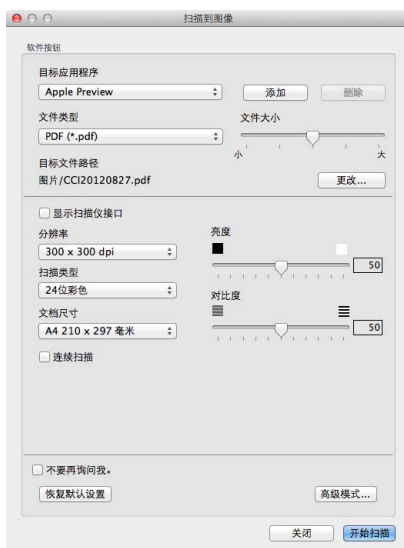 扫描到图像
软件按钮
目标应用程序
Apple Preview
添加
删除
文件类型
文件大小
PDF (*.pdf)
小
大
目标文件路径
图片/CCI20120827.pdf
更改...
显示扫描仪接口
分辨率
亮度
300 x 300 dpi
50
扫描类型
24位彩色
对比度
文档尺寸
A4 210 x 297 毫米
50
连续扫描
不要再询问我。
恢复默认设置
高级模式...
关闭
开始扫描